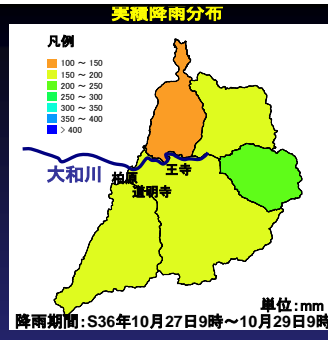 実績降雨分布
凡例
100 ～ 150
150 ～ 200
200 ～ 250
250 ～ 300
300 ～ 350
350 ～ 400
> 400
大和川
柏原
王寺
道明寺
単位:mm
降雨期間:S36年10月27日9時～10月29日9時